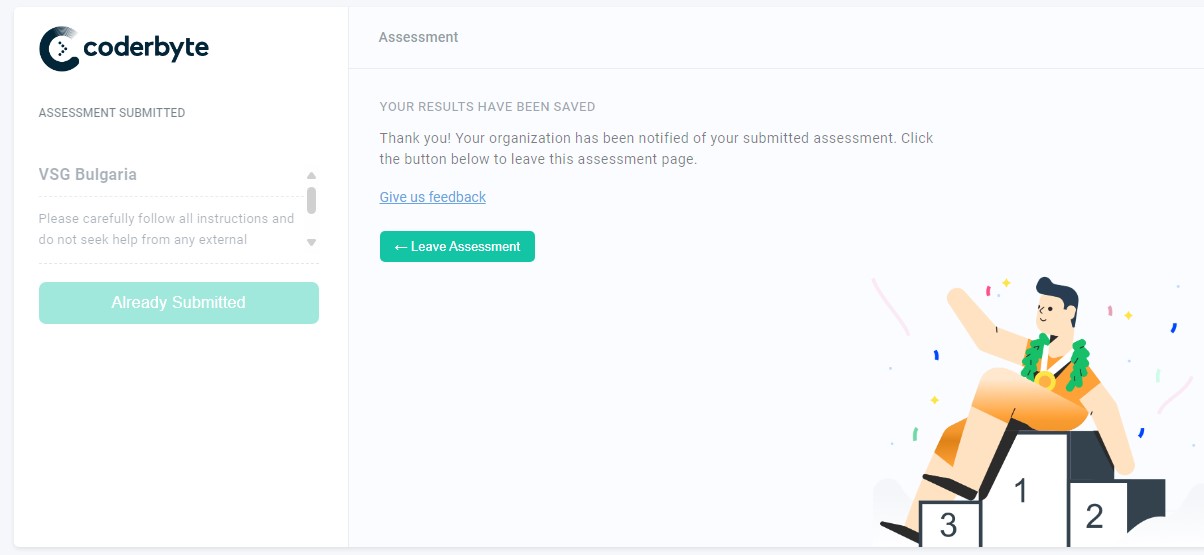 coderbyte
ASSESSMENT SUBMITTED
VSG Bulgaria
Please carefully follow all instructions and
do not seek help from any external
Already Submitted
Assessment
YOUR RESULTS HAVE BEEN SAVED
Thank you! Your organization has been notified of your submitted assessment. Click
the button below to leave this assessment page.
Give us feedback
← Leave Assessment
1
2
3